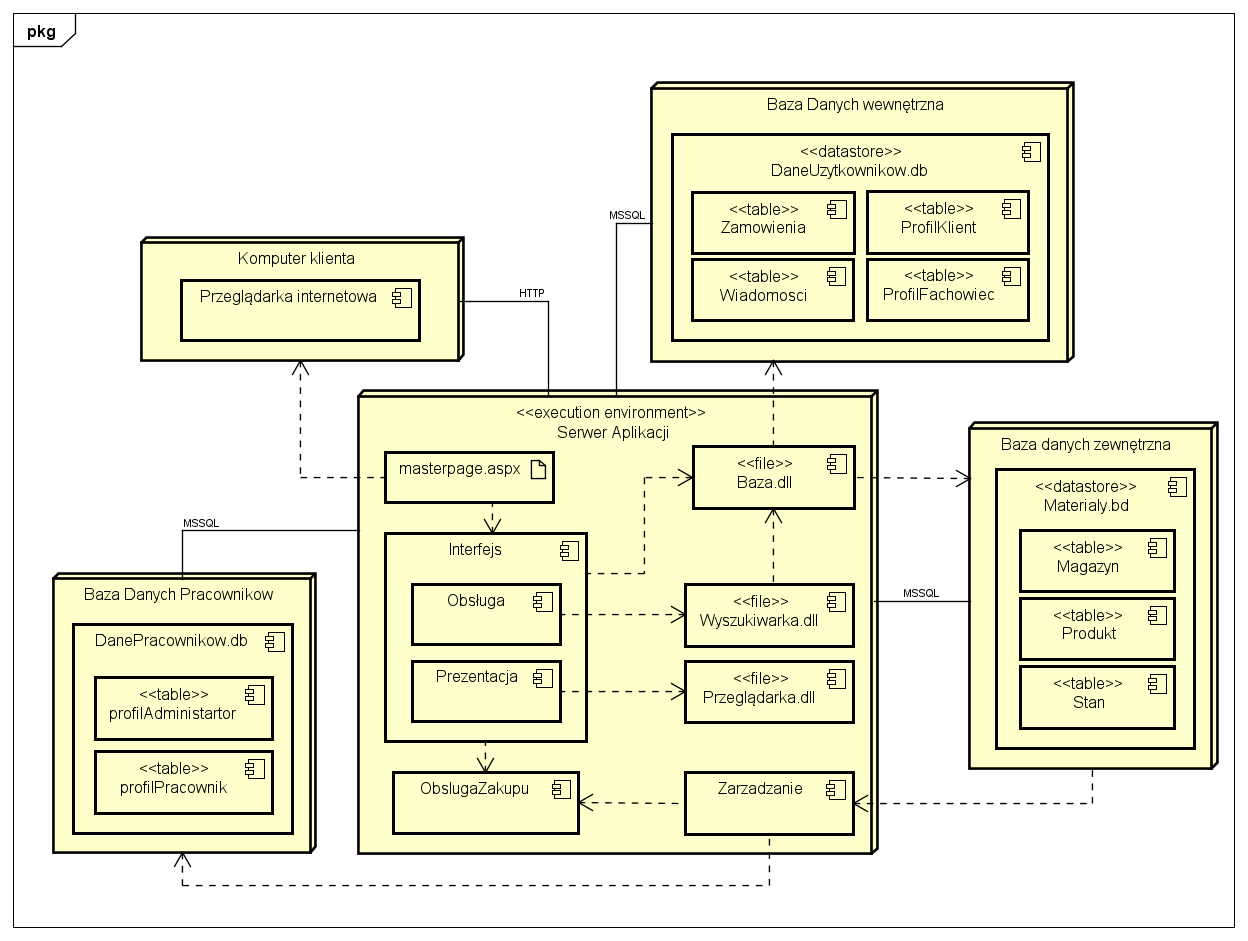 pkg
Baza Danych wewnętrzna
<<datastore>>
DaneUzytkownikow.db
<<table>>
Zamowienia
<<table>>
ProfilKlient
<<table>>
Wiadomosci
<<table>>
ProfilFachowiec
MSSQL
Komputer klienta
Przeglądarka internetowa
HTTP
<<execution environment>>
Serwer Aplikacji
masterpage.aspx
<<file>>
Baza.dll
Interfejs
Obsługa
Prezentacja
<<file>>
Wyszukiwarka.dll
<<file>>
Przeglądarka.dll
ObslugaZakupu
Zarzadzanie
MSSQL
Baza danych zewnętrzna
<<datastore>>
Materialy.bd
<<table>>
Magazyn
<<table>>
Produkt
<<table>>
Stan
MSSQL
Baza Danych Pracownikow
DanePracownikow.db
<<table>>
profilAdministartor
<<table>>
profilPracownik